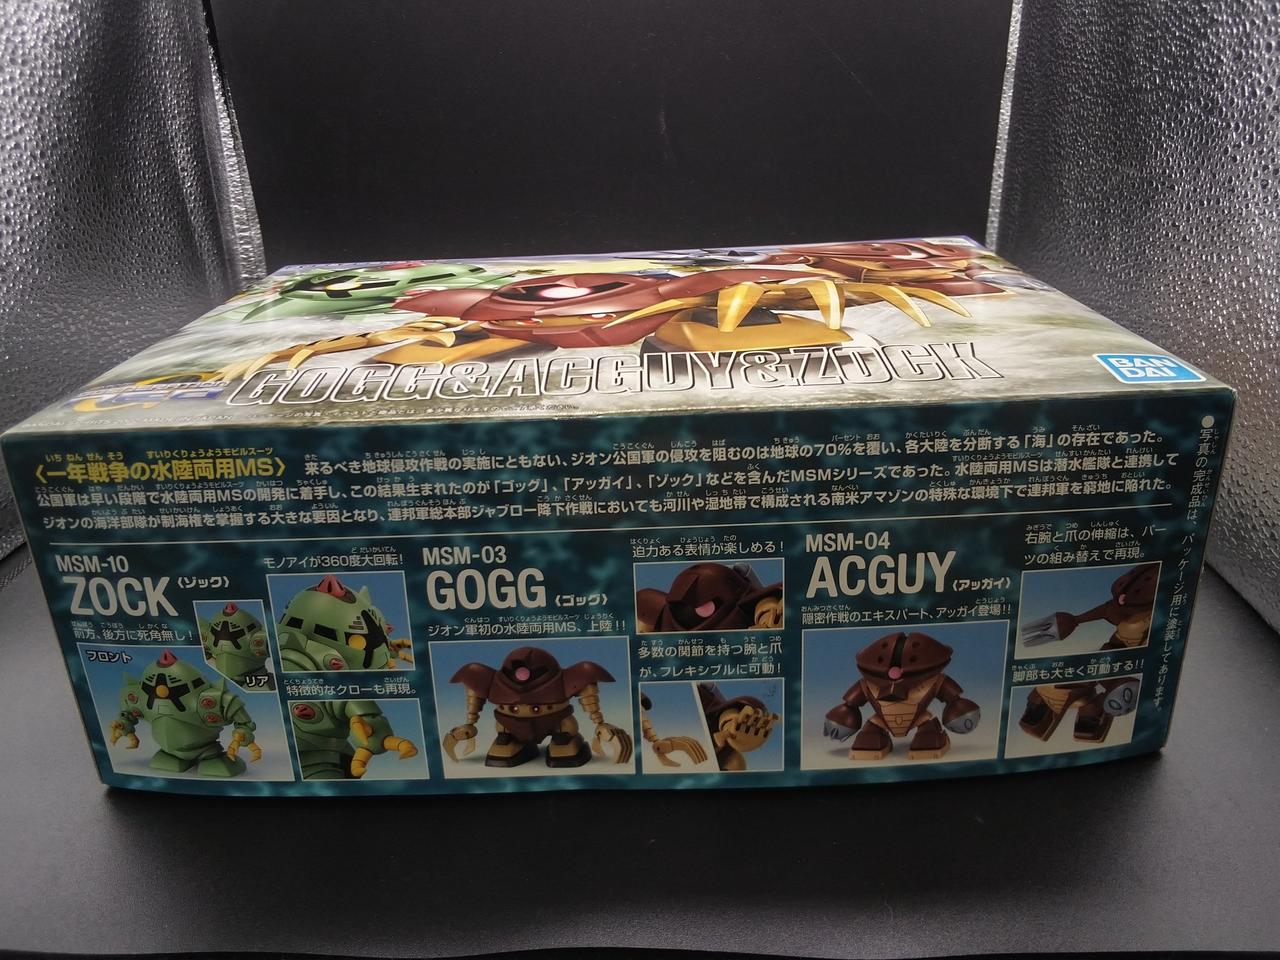 GOGG&ACGUY&ZOCK
BAN
DAI
〈一年戦争の水陸両用MS〉 来るべき地球侵攻作戦の実施にともない、ジオン公国軍の侵攻を阻むのは地球の70%を覆い、各大陸を分断する「海」の存在であった。
公国軍は早い段階で水陸両用MSの開発に着手し、この結果生まれたのが「ゴッグ」、「アッガイ」、「ゾック」などを含んだMSMシリーズであった。水陸両用MSは潜水艦隊と連携して
ジオンの海洋部隊が制海権を掌握する大きな要因となり、連邦軍総本部ジャブロー降下作戦においても河川や湿地帯で構成される南米アマゾンの特殊な環境下で連邦軍を窮地に陥れた。
MSM-10
ZOCK〈ゾック〉
前方、後方に死角無し!
フロント
リア
モノアイが360度大回転!
特徴的なクローも再現。
MSM-03
GOGG〈ゴッグ〉
ジオン軍初の水陸両用MS、上陸!!
迫力ある表情が楽しめる!
多数の関節を持つ腕と爪
が、フレキシブルに可動!
MSM-04
ACGUY〈アッガイ〉
隠密作戦のエキスパート、アッガイ登場!!
右腕と爪の伸縮は、パー
ツの組み替えで再現。
脚部も大きく可動する!!
●写真の完成品は、パッケージ用に塗装してあります。